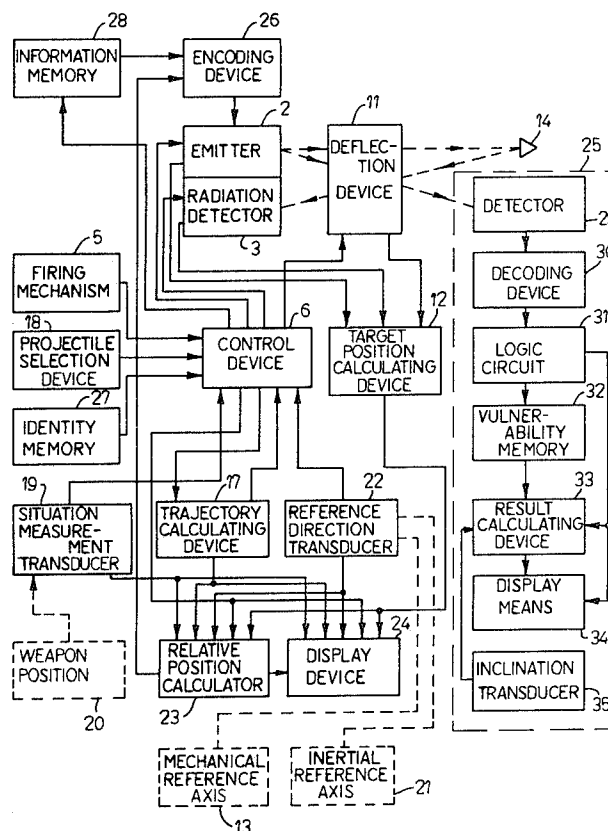 28
INFORMATION
MEMORY
26
ENCODING
DEVICE
2
EMITTER
RADIATION
DETECTOR
3
11
DEFLEC-
TION
DEVICE
14
25
DETECTOR
29
DECODING
DEVICE
30
LOGIC
CIRCUIT
31
VULNER-
ABILITY
MEMORY
32
RESULT
CALCULATING
DEVICE
33
DISPLAY
MEANS
34
INCLINATION
TRANSDUCER
35
5
FIRING
MECHANISM
18
PROJECTILE
SELECTION
DEVICE
IDENTITY
MEMORY
27
6
CONTROL
DEVICE
12
TARGET
POSITION
CALCULATING
DEVICE
19
SITUATION
MEASURE-
MENT
TRANSDUCER
17
TRAJECTORY
CALCULATING
DEVICE
22
REFERENCE
DIRECTION
TRANSDUCER
WEAPON
POSITION
20
RELATIVE
POSITION
CALCULATOR
23
24
DISPLAY
DEVICE
MECHANICAL
REFERENCE
AXIS
13
INERTIAL
REFERENCE
AXIS
21